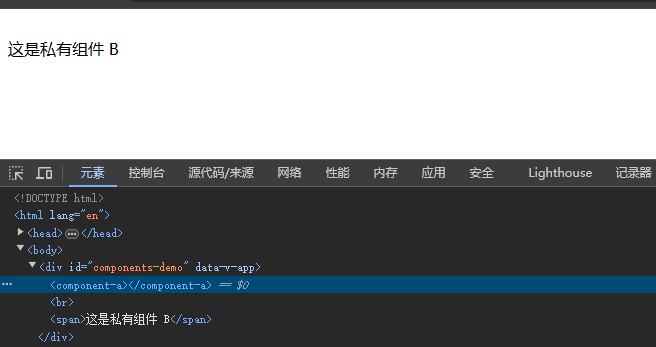 这是私有组件 B
元素 控制台 源代码/来源 网络 性能 内存 应用 安全 Lighthouse 记录器
<!DOCTYPE html>
<html lang="en">
<head>…</head>
<body>
<div id="components-demo" data-v-app>
… <component-a></component-a> == $0
<br>
<span>这是私有组件 B</span>
</div>